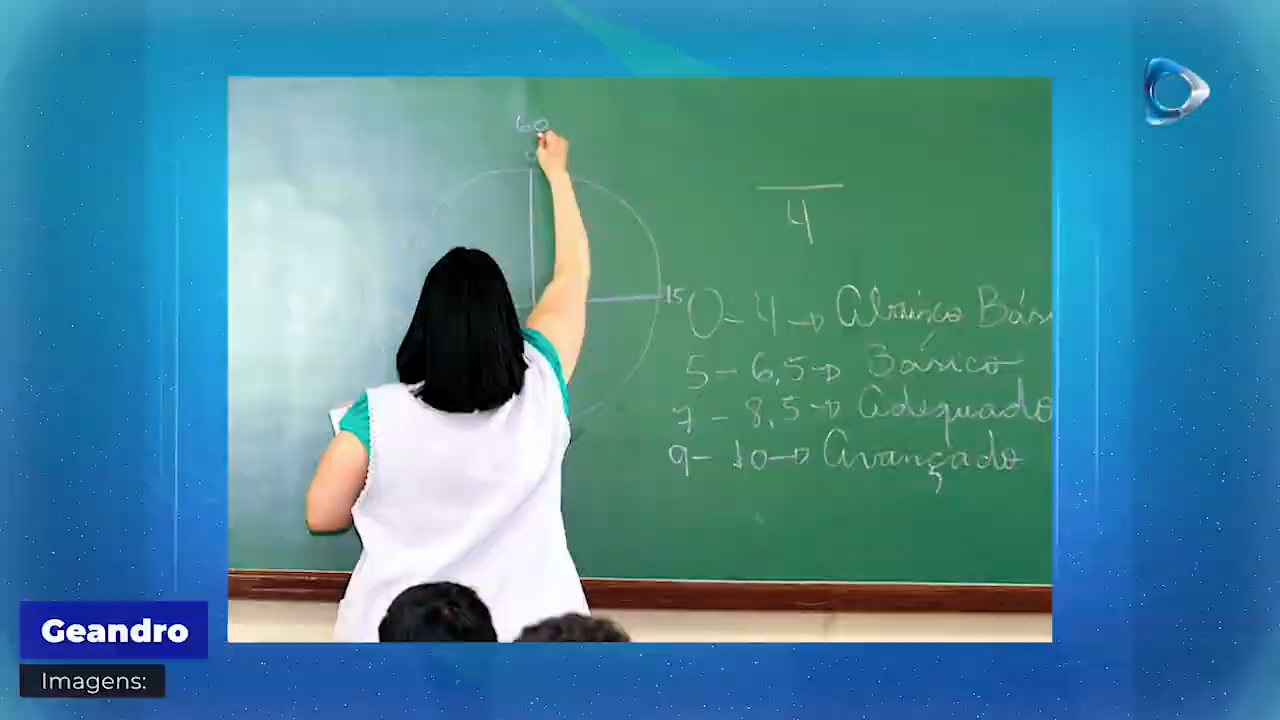 60
0
4
15
0 - 4 → Abaixo Bás
5 - 6,5 → Básico
7 - 8,5 → Adequado
9 - 10 → Avançado
Geandro
Imagens: